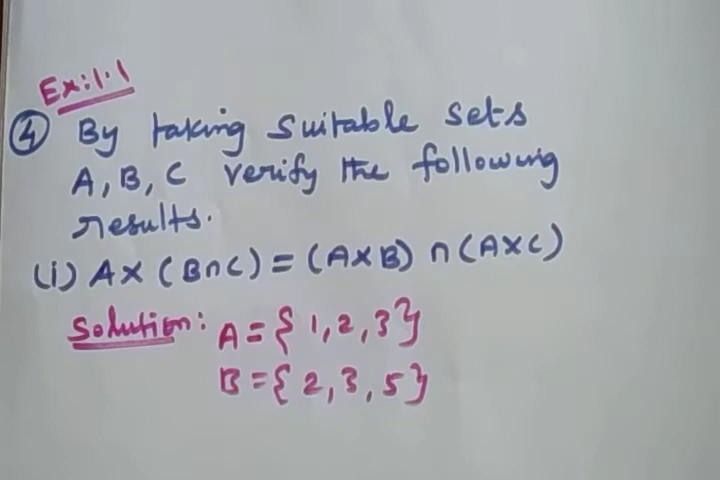 Ex:1.1
④ By taking suitable sets
A, B, C verify the following
results.
(i) A × (B∩C) = (A×B) ∩ (A×C)
Solution: A = { 1, 2, 3 }
B = { 2, 3, 5 }